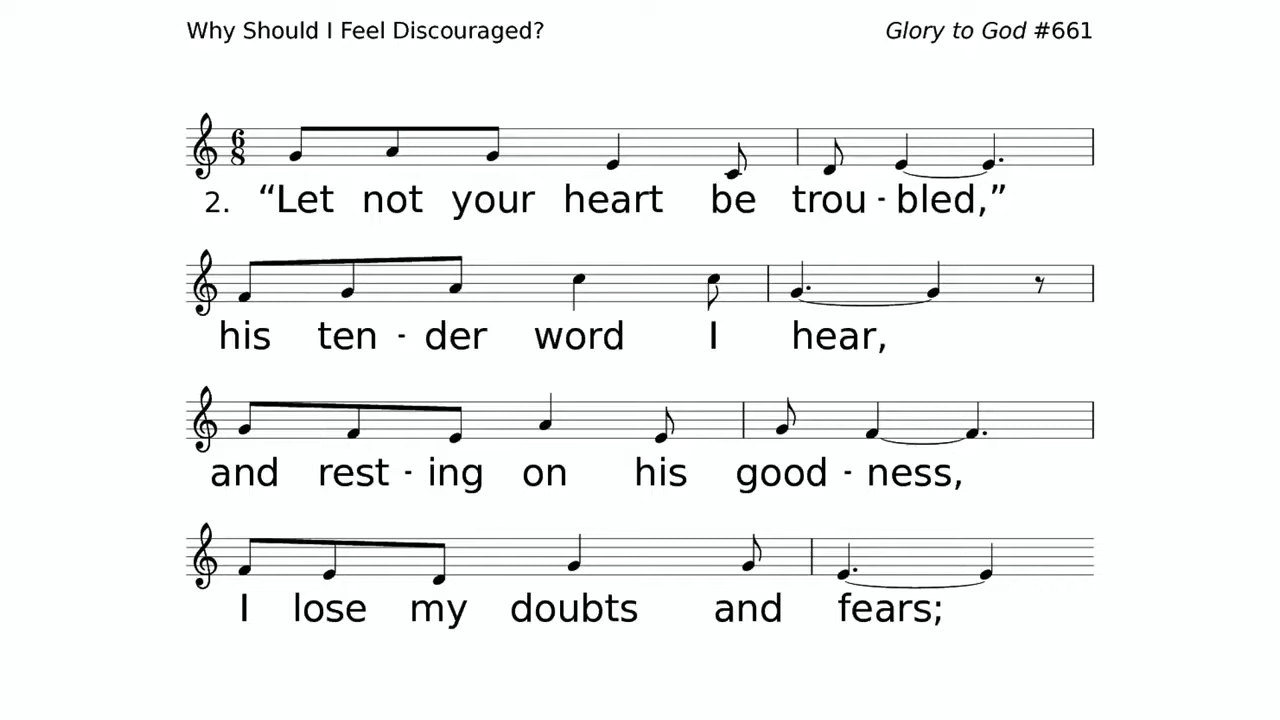 Why Should I Feel Discouraged? Glory to God #661
6
8
2. “Let not your heart be trou - bled,”
his ten - der word I hear,
and rest - ing on his good - ness,
I lose my doubts and fears;